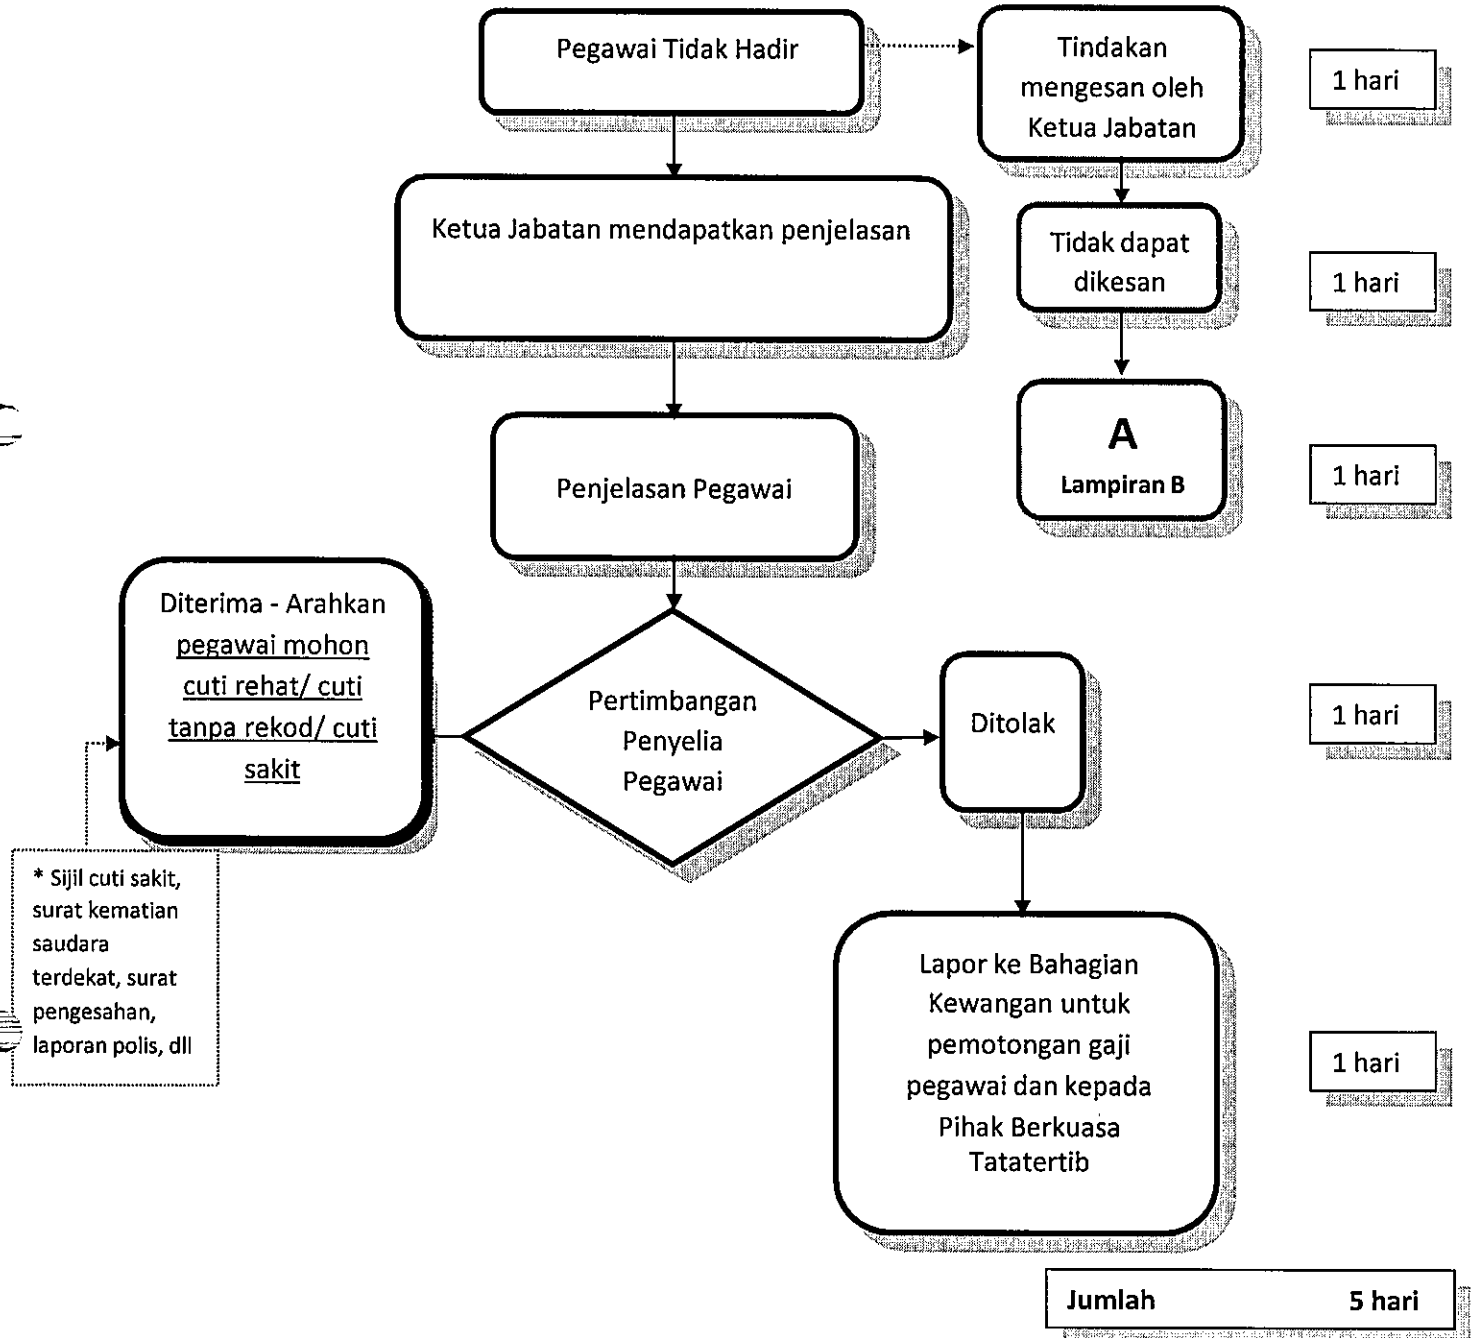 Pegawai Tidak Hadir
Tindakan
mengesan oleh
Ketua Jabatan
1 hari
Ketua Jabatan mendapatkan penjelasan
Tidak dapat
dikesan
1 hari
Penjelasan Pegawai
A
Lampiran B
1 hari
Diterima - Arahkan
pegawai mohon
cuti rehat/ cuti
tanpa rekod/ cuti
sakit
Pertimbangan
Penyelia
Pegawai
Ditolak
1 hari
* Sijil cuti sakit,
surat kematian
saudara
terdekat, surat
pengesahan,
laporan polis, dll
Lapor ke Bahagian
Kewangan untuk
pemotongan gaji
pegawai dan kepada
Pihak Berkuasa
Tatatertib
1 hari
Jumlah 5 hari